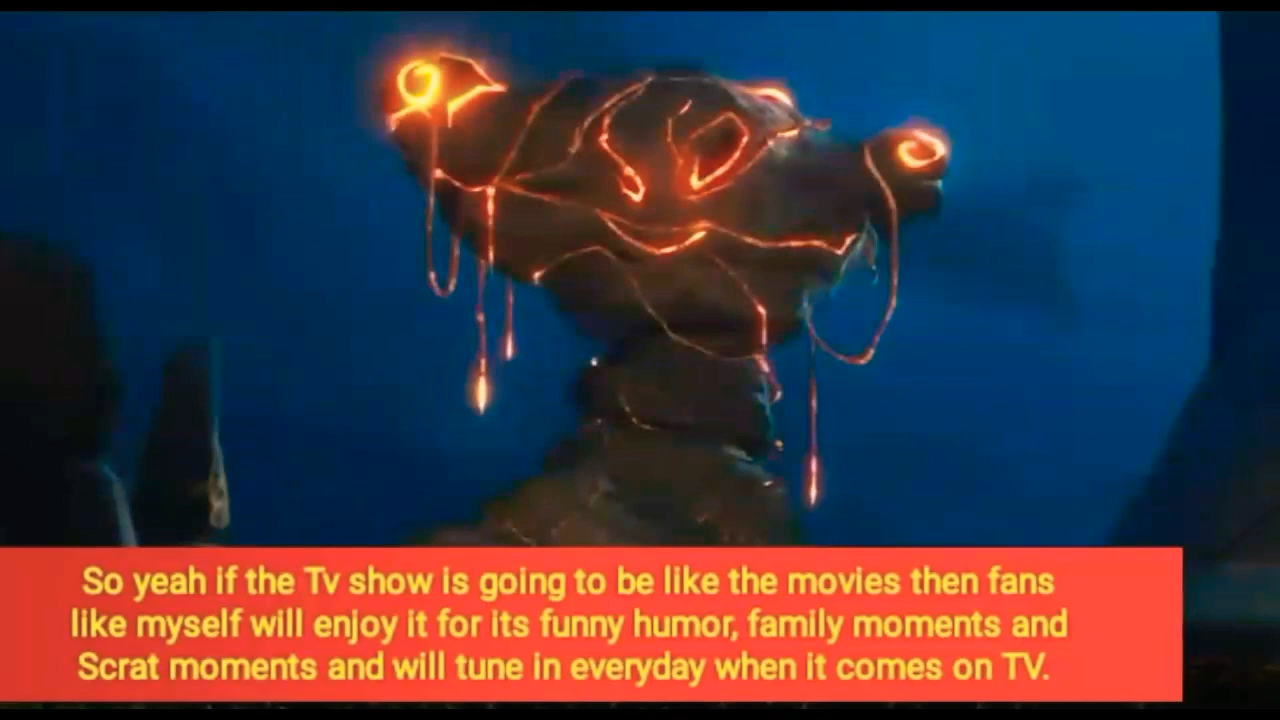 So yeah if the Tv show is going to be like the movies then fans
like myself will enjoy it for its funny humor, family moments and
Scrat moments and will tune in everyday when it comes on TV.